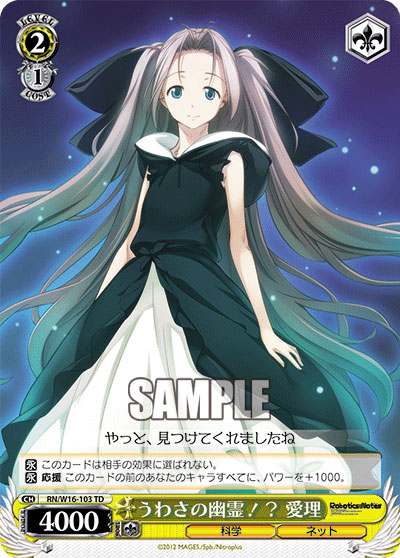 LEVEL
2
1
COST
SAMPLE
やっと、見つけてくれましたね
永 このカードは相手の効果に選ばれない。
永 応援 このカードの前のあなたのキャラすべてに、パワーを+1000。
CH RN/W16-103 TD
4000
うわさの幽霊!? 愛理
Robotics;Notes
科学
ネット
©2012 MAGES./5pb./Nitroplus